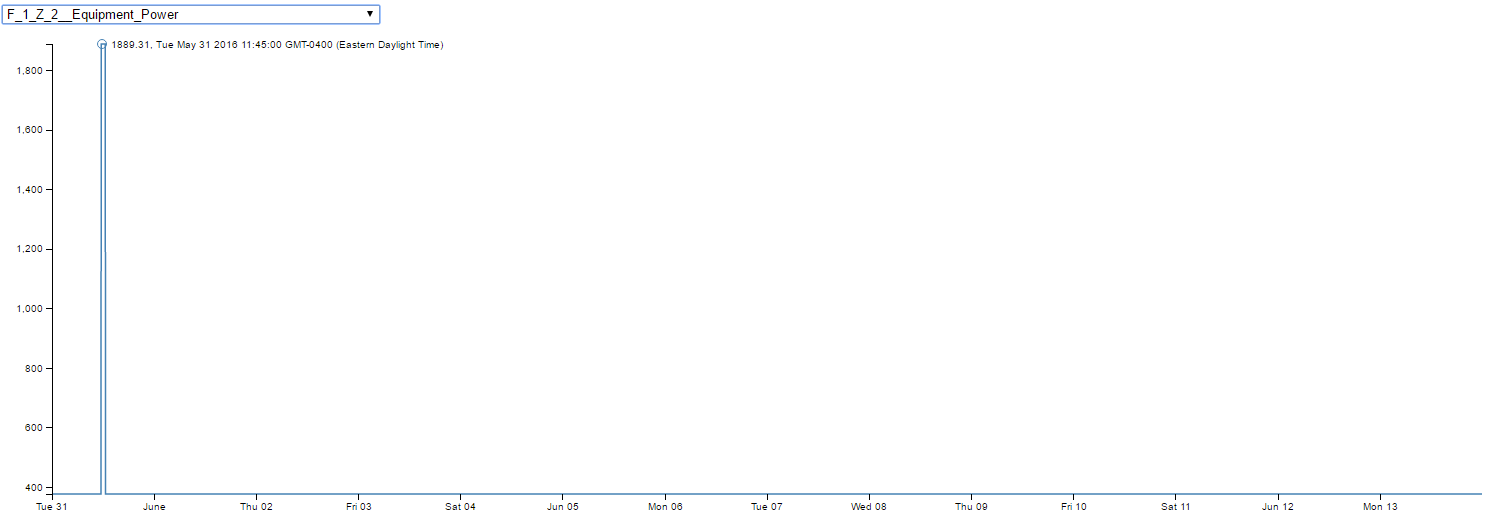 F_1_Z_2__Equipment_Power
1889.31, Tue May 31 2016 11:45:00 GMT-0400 (Eastern Daylight Time)
1,800
1,600
1,400
1,200
1,000
800
600
400
Tue 31 June Thu 02 Fri 03 Sat 04 Jun 05 Mon 06 Tue 07 Wed 08 Thu 09 Fri 10 Sat 11 Jun 12 Mon 13